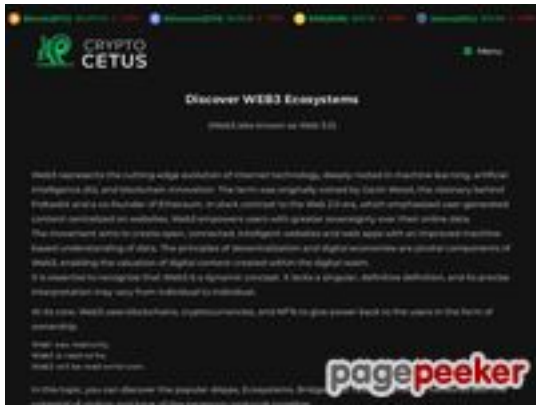 CRYPTO
CETUS
Menu
Discover WEB3 Ecosystems
(Web3 also known as Web 3.0)
Web3 represents the cutting-edge evolution of internet technology, deeply rooted in machine learning, artificial
intelligence (AI), and blockchain innovation. The term was originally coined by Gavin Wood, the visionary behind
Polkadot and a co-founder of Ethereum. In stark contrast to the Web 2.0 era, which emphasized user-generated
content centralized on websites, Web3 empowers users with greater sovereignty over their online data.
The movement aims to create open, connected, intelligent websites and web apps with an improved machine-
based understanding of data. The principles of decentralization and digital economies are pivotal components of
Web3, enabling the valuation of digital content created within the digital realm.
It is essential to recognize that Web3 is a dynamic concept. It lacks a singular, definitive definition, and its precise
interpretation may vary from individual to individual.
At its core, Web3 uses blockchains, cryptocurrencies, and NFTs to give power back to the users in the form of
ownership.
Web1 was read-only,
Web2 is read-write,
Web3 will be read-write-own.
In this topic, you can discover the popular dApps, Ecosystems,
pagepeeker